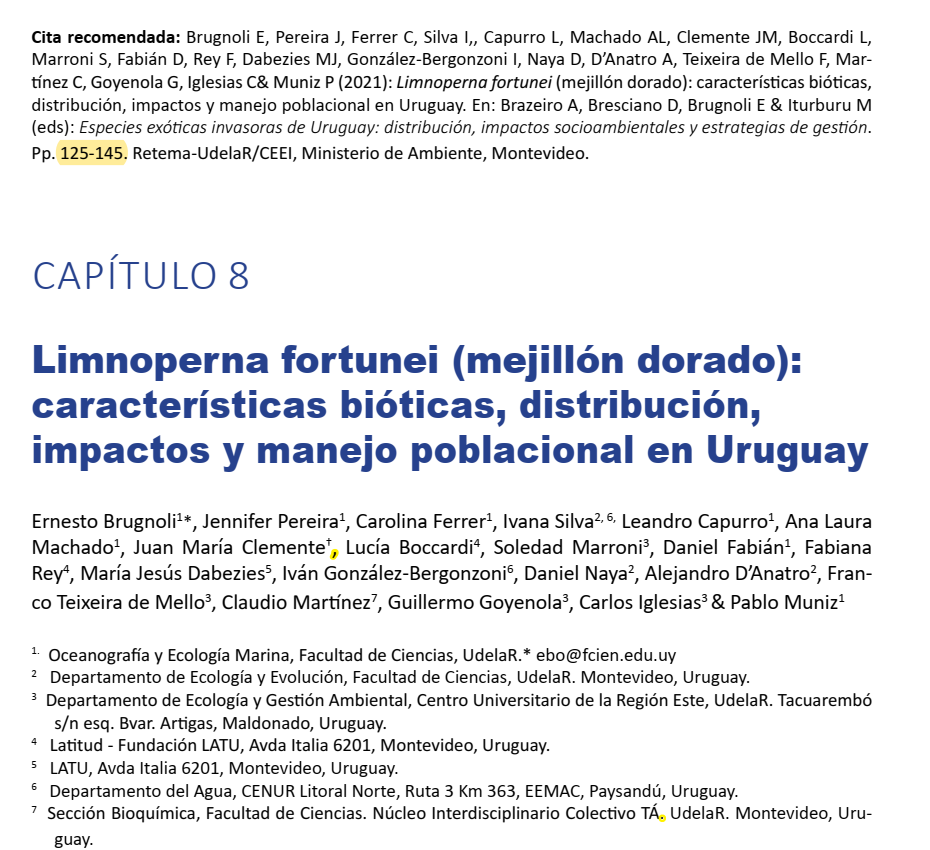 Cita recomendada: Brugnoli E, Pereira J, Ferrer C, Silva I,, Capurro L, Machado AL, Clemente JM, Boccardi L,
Marroni S, Fabián D, Rey F, Dabezies MJ, González-Bergonzoni I, Naya D, D’Anatro A, Teixeira de Mello F, Mar-
tínez C, Goyenola G, Iglesias C& Muniz P (2021): Limnoperna fortunei (mejillón dorado): características bióticas,
distribución, impactos y manejo poblacional en Uruguay. En: Brazeiro A, Bresciano D, Brugnoli E & Iturburu M
(eds): Especies exóticas invasoras de Uruguay: distribución, impactos socioambientales y estrategias de gestión.
Pp. 125-145. Retema-UdelaR/CEEI, Ministerio de Ambiente, Montevideo.
CAPÍTULO 8
Limnoperna fortunei (mejillón dorado):
características bióticas, distribución,
impactos y manejo poblacional en Uruguay
Ernesto Brugnoli¹*, Jennifer Pereira¹, Carolina Ferrer¹, Ivana Silva²,⁶, Leandro Capurro¹, Ana Laura
Machado¹, Juan María Clemente†, Lucía Boccardi⁴, Soledad Marroni³, Daniel Fabián¹, Fabiana
Rey⁴, María Jesús Dabezies⁵, Iván González-Bergonzoni⁶, Daniel Naya², Alejandro D’Anatro², Fran-
co Teixeira de Mello³, Claudio Martínez⁷, Guillermo Goyenola³, Carlos Iglesias³ & Pablo Muniz¹
¹. Oceanografía y Ecología Marina, Facultad de Ciencias, UdelaR.* ebo@fcien.edu.uy
² Departamento de Ecología y Evolución, Facultad de Ciencias, UdelaR. Montevideo, Uruguay.
³ Departamento de Ecología y Gestión Ambiental, Centro Universitario de la Región Este, UdelaR. Tacuarembó
s/n esq. Bvar. Artigas, Maldonado, Uruguay.
⁴ Latitud - Fundación LATU, Avda Italia 6201, Montevideo, Uruguay.
⁵ LATU, Avda Italia 6201, Montevideo, Uruguay.
⁶ Departamento del Agua, CENUR Litoral Norte, Ruta 3 Km 363, EEMAC, Paysandú, Uruguay.
⁷ Sección Bioquímica, Facultad de Ciencias. Núcleo Interdisciplinario Colectivo TÁ. UdelaR. Montevideo, Uru-
guay.